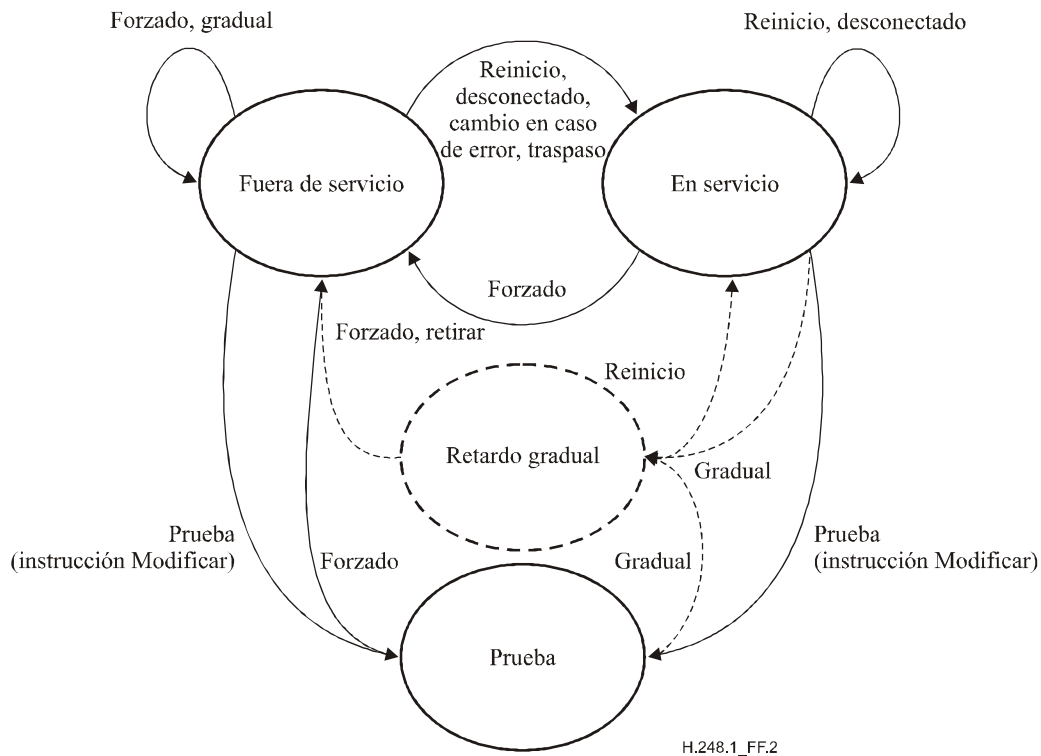 Forzado, gradual
Reinicio, desconectado
Reinicio,
desconectado,
cambio en caso
de error, traspaso
Fuera de servicio
En servicio
Forzado
Forzado, retirar
Reinicio
Retardo gradual
Gradual
Prueba
(instrucción Modificar)
Forzado
Gradual
Prueba
(instrucción Modificar)
Prueba
H.248.1_FF.2